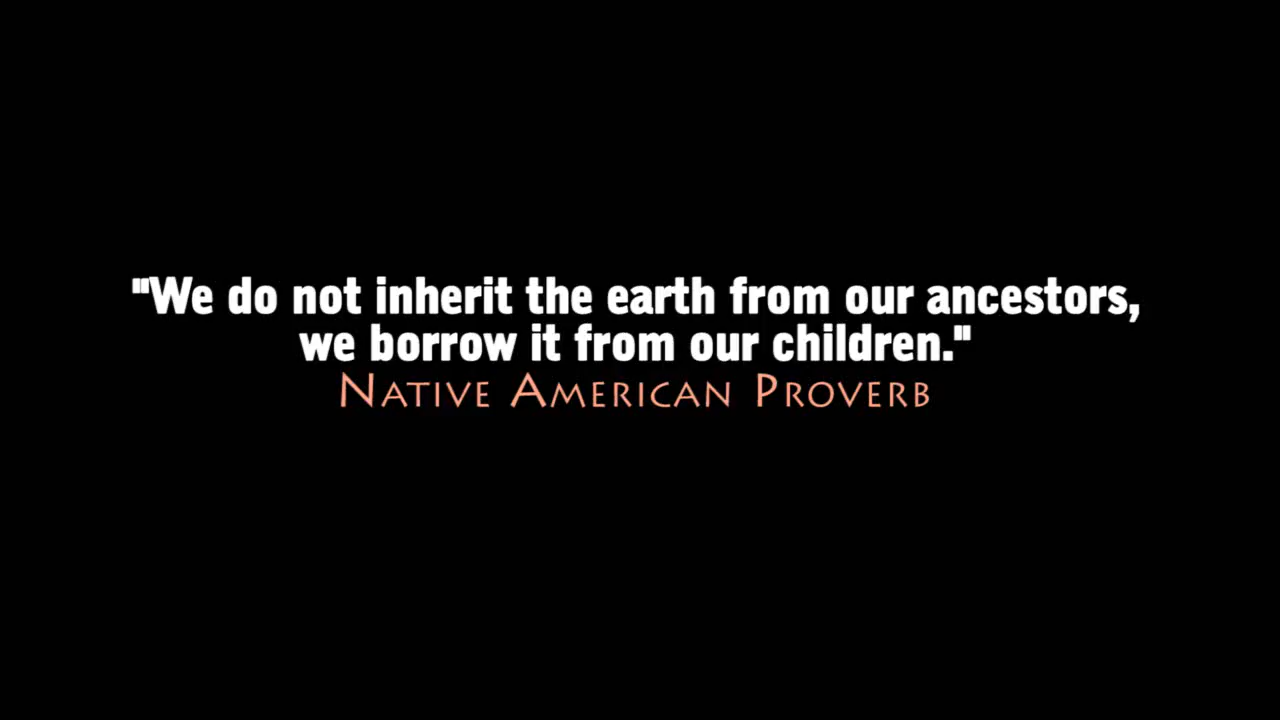 "We do not inherit the earth from our ancestors,
we borrow it from our children."
Native American Proverb